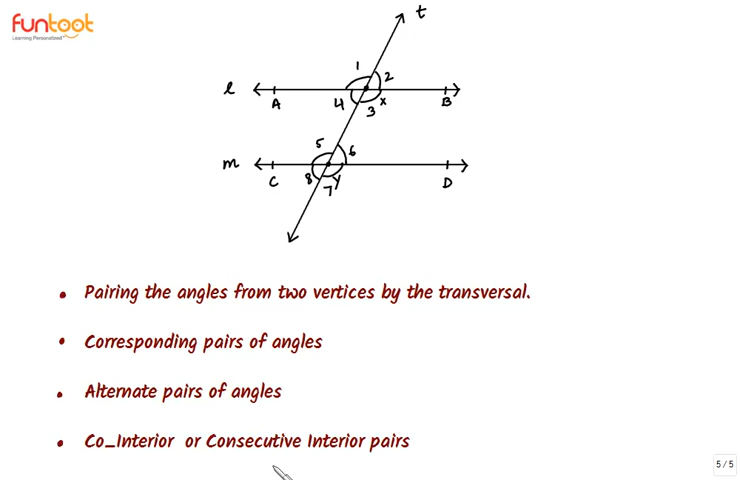 funtoot
Learning Personalized
t
1
2
l
A
4
3
x
B
5
6
m
C
8
7
y
D
• Pairing the angles from two vertices by the transversal.
• Corresponding pairs of angles
• Alternate pairs of angles
• Co_Interior or Consecutive Interior pairs
5 / 5